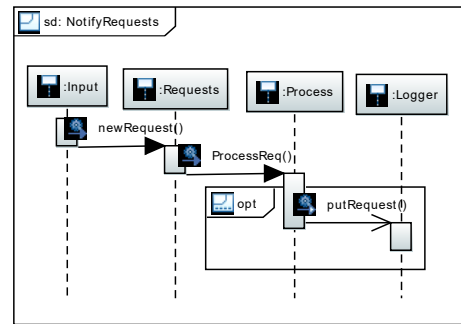 sd: NotifyRequests
:Input
:Requests
:Process
:Logger
newRequest()
ProcessReq()
opt
putRequest()